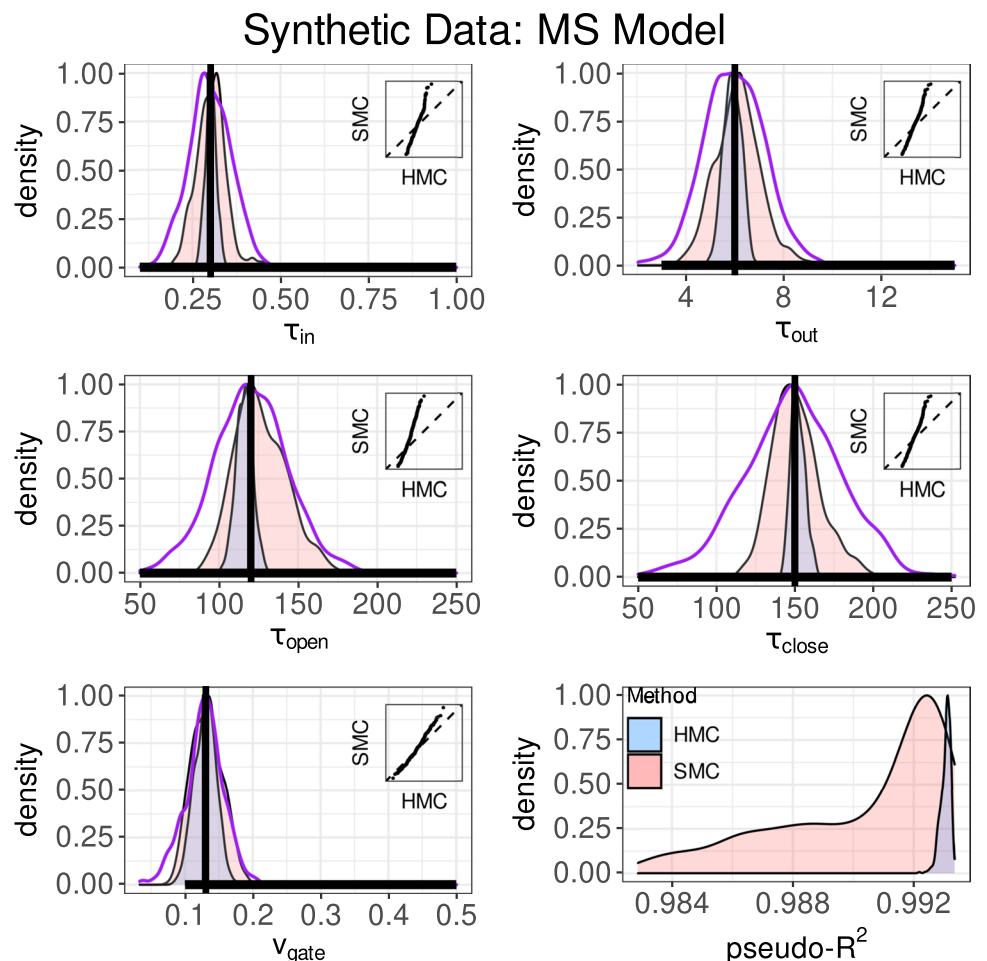 Synthetic Data: MS Model
density
1.00
0.75
0.50
0.25
0.00
SMC
HMC
0.25 0.50 0.75 1.00
τin
density
1.00
0.75
0.50
0.25
0.00
SMC
HMC
4 8 12
τout
density
1.00
0.75
0.50
0.25
0.00
SMC
HMC
50 100 150 200 250
τopen
density
1.00
0.75
0.50
0.25
0.00
SMC
HMC
50 100 150 200 250
τclose
density
1.00
0.75
0.50
0.25
0.00
SMC
HMC
0.1 0.2 0.3 0.4 0.5
vgate
density
1.00
0.75
0.50
0.25
0.00
Method
HMC
SMC
0.984 0.988 0.992
pseudo-R²